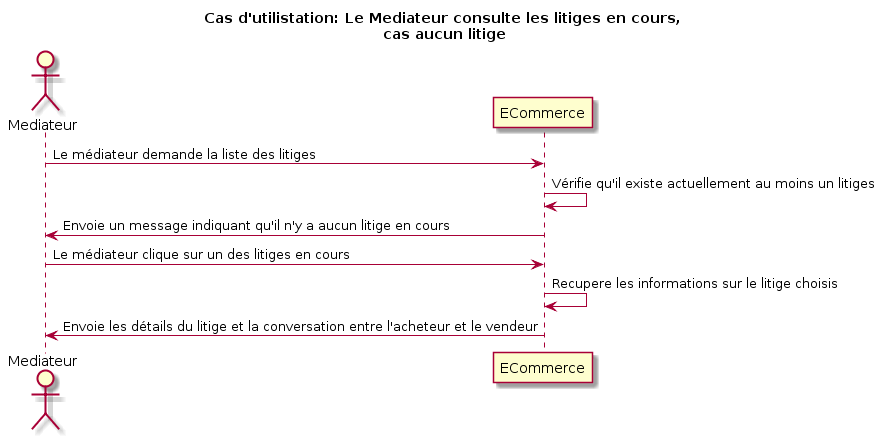 Cas d'utilistation: Le Mediateur consulte les litiges en cours,
cas aucun litige
Mediateur
ECommerce
Le médiateur demande la liste des litiges
Vérifie qu'il existe actuellement au moins un litiges
Envoie un message indiquant qu'il n'y a aucun litige en cours
Le médiateur clique sur un des litiges en cours
Recupere les informations sur le litige choisis
Envoie les détails du litige et la conversation entre l'acheteur et le vendeur
Mediateur
ECommerce